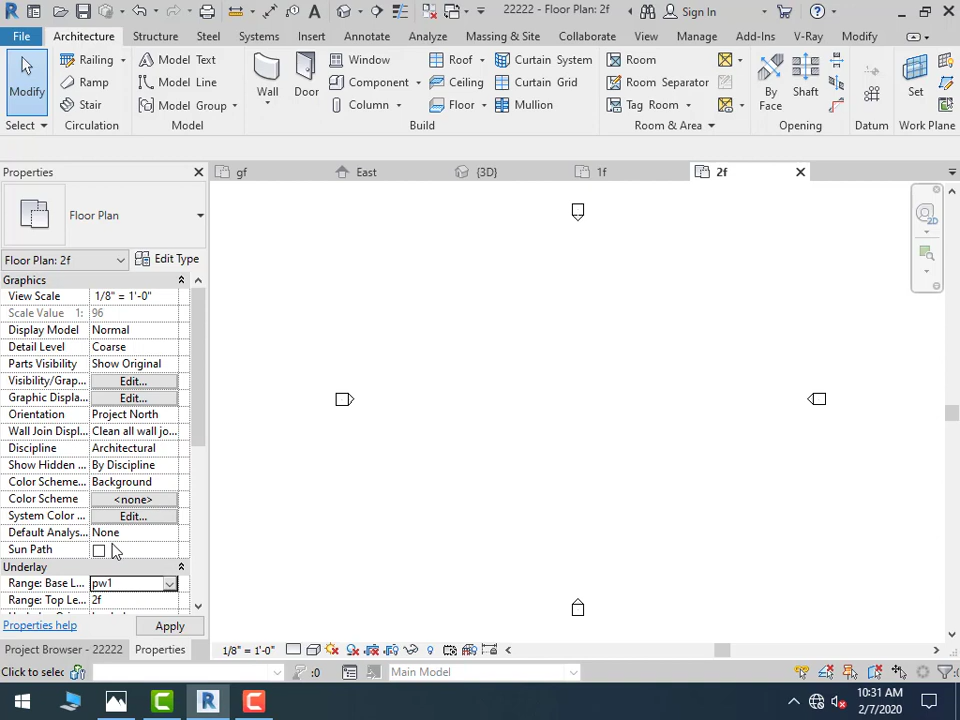 22222 - Floor Plan: 2f
Sign In
File
Architecture
Structure
Steel
Systems
Insert
Annotate
Analyze
Massing & Site
Collaborate
View
Manage
Add-Ins
V-Ray
Modify
Modify
Railing
Ramp
Stair
Model Text
Model Line
Model Group
Wall
Door
Window
Component
Column
Roof
Ceiling
Floor
Curtain System
Curtain Grid
Mullion
Room
Room Separator
Tag Room
By Face
Shaft
Set
Select
Circulation
Model
Build
Room & Area
Opening
Datum
Work Plane
Properties
gf
East
{3D}
1f
2f
Floor Plan
Floor Plan: 2f
Edit Type
Graphics
View Scale 1/8" = 1'-0"
Scale Value 1: 96
Display Model Normal
Detail Level Coarse
Parts Visibility Show Original
Visibility/Grap... Edit...
Graphic Displa... Edit...
Orientation Project North
Wall Join Displ... Clean all wall jo...
Discipline Architectural
Show Hidden ... By Discipline
Color Scheme... Background
Color Scheme <none>
System Color ... Edit...
Default Analys... None
Sun Path
Underlay
Range: Base L... pw1
Range: Top Le... 2f
Properties help
Apply
Project Browser - 22222
Properties
1/8" = 1'-0"
Click to selec
:0
Main Model
:0
2D
10:31 AM
2/7/2020